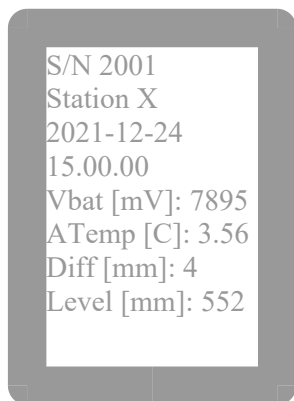 S/N 2001
Station X
2021-12-24
15.00.00
Vbat [mV]: 7895
ATemp [C]: 3.56
Diff [mm]: 4
Level [mm]: 552